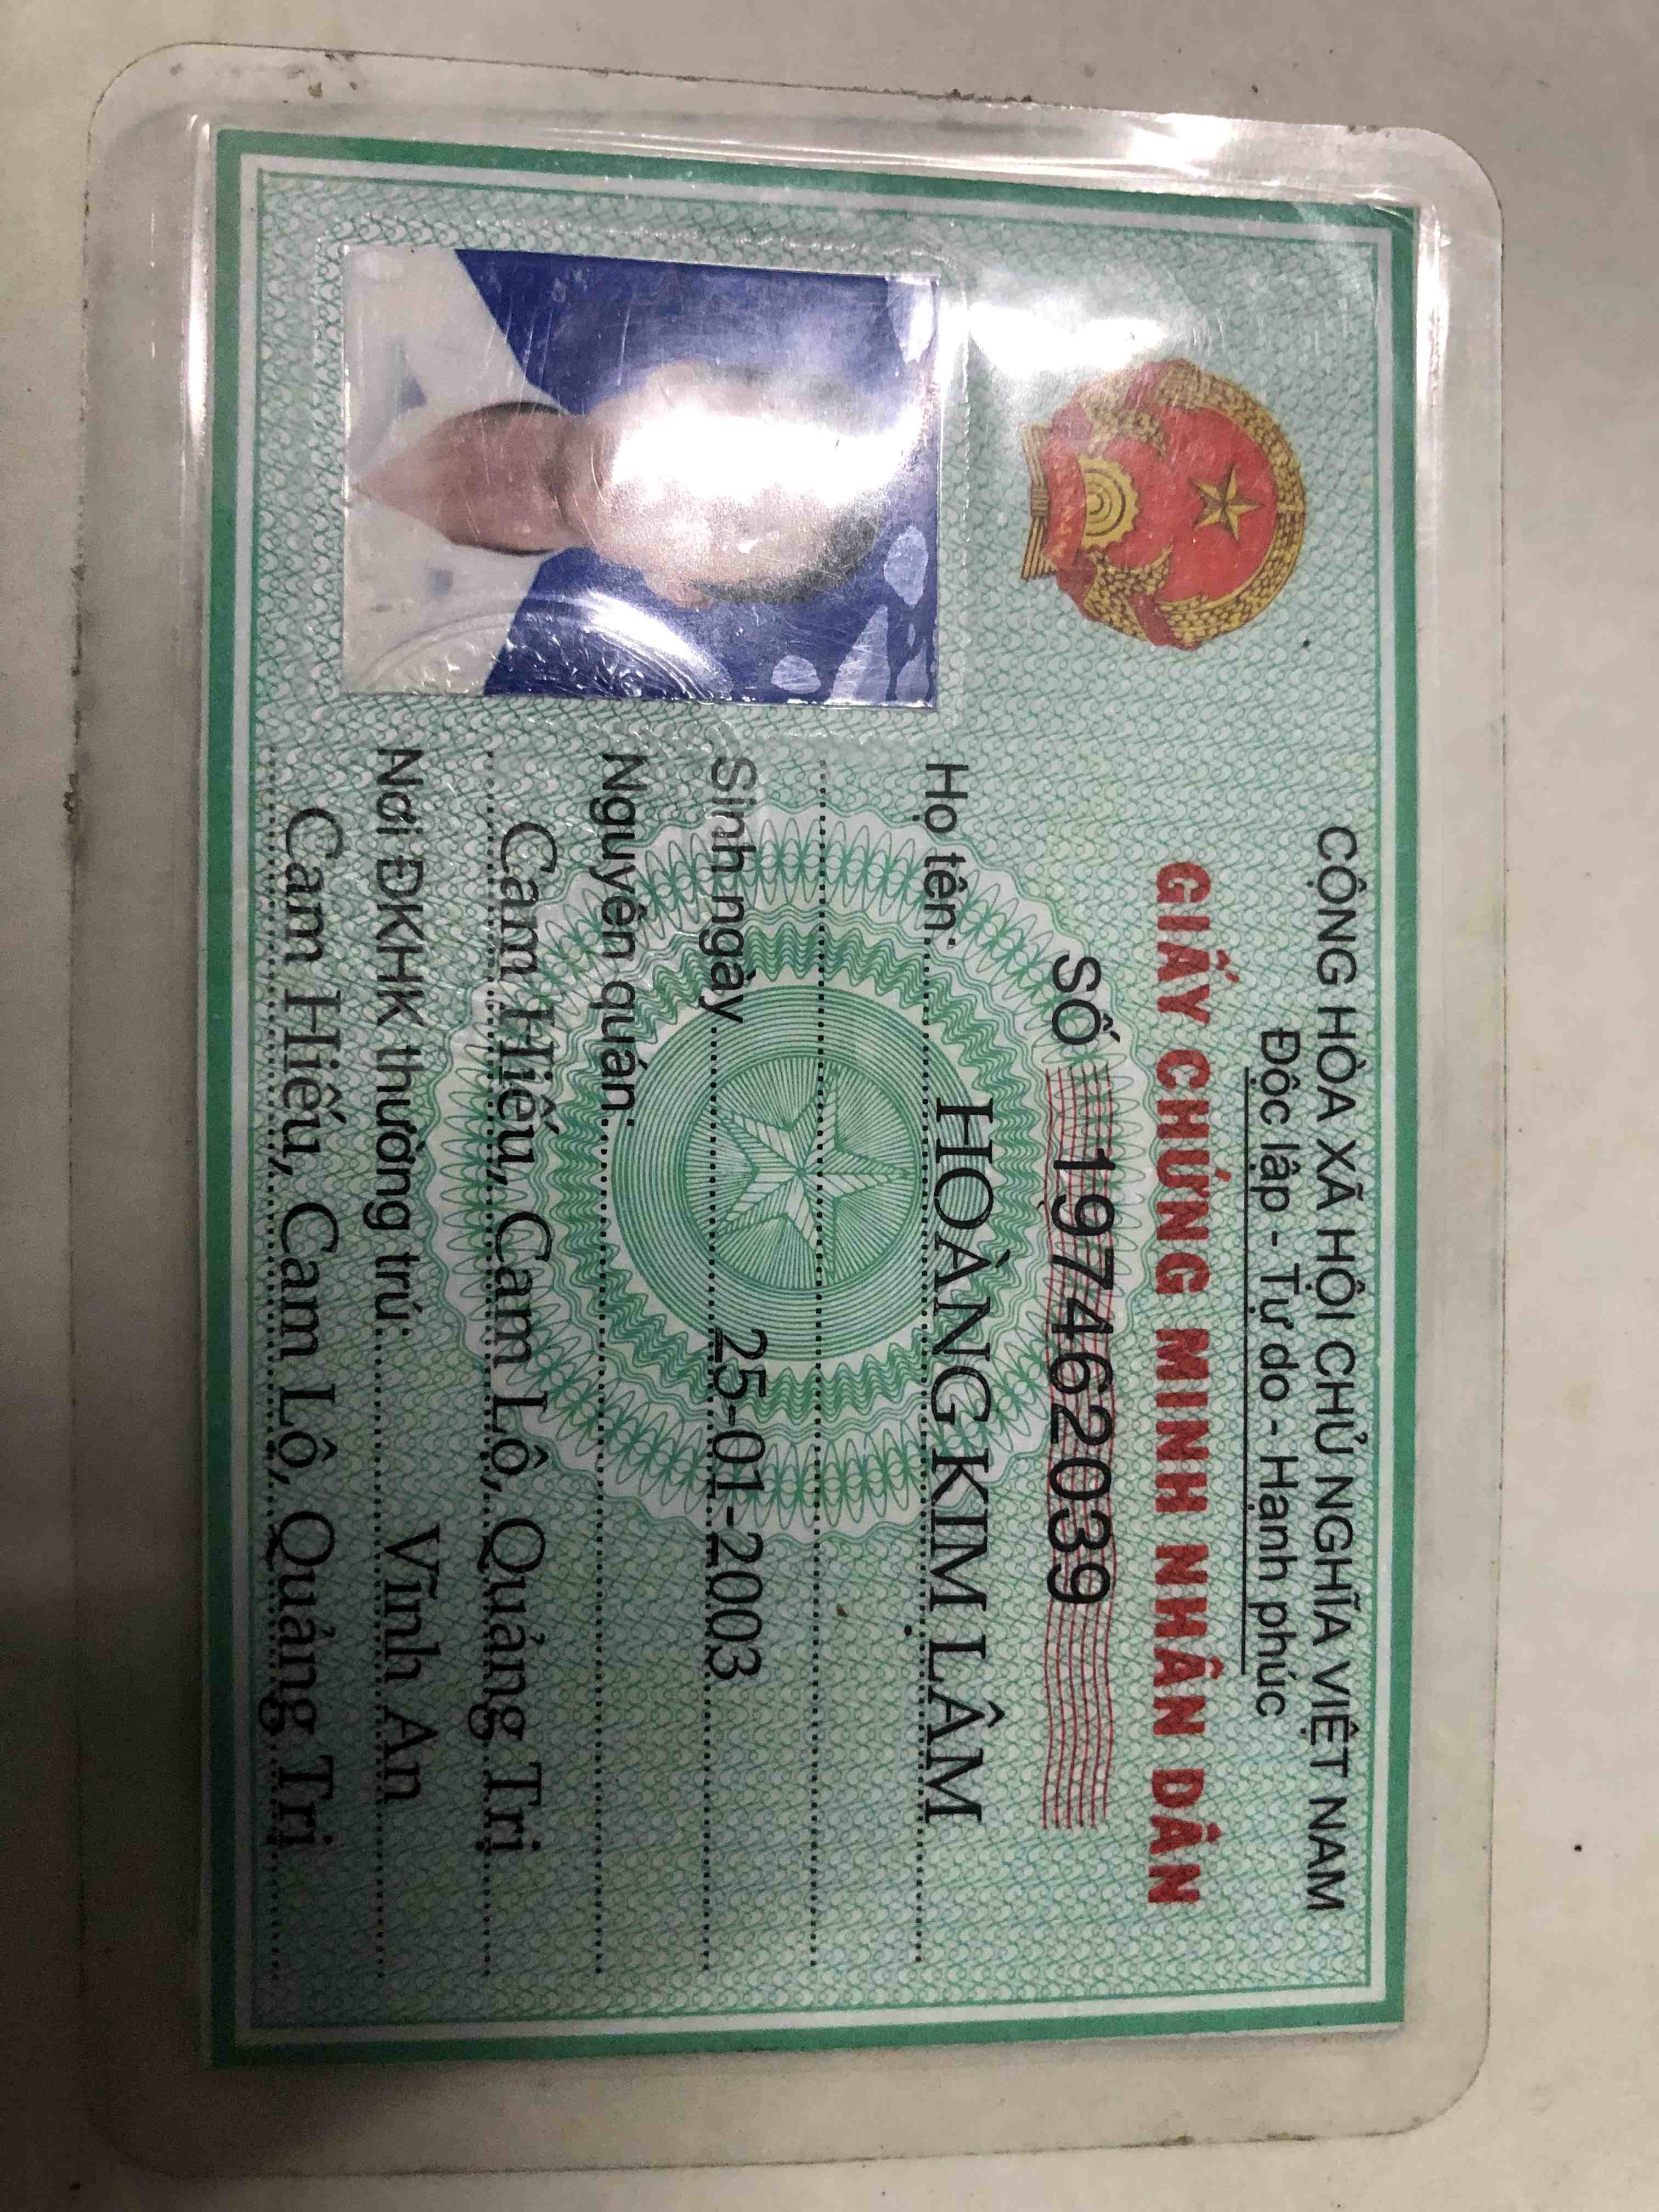 CỘNG HÒA XÃ HỘI CHỦ NGHĨA VIỆT NAM
Độc lập - Tự do - Hạnh phúc
GIẤY CHỨNG MINH NHÂN DÂN
SỐ 197462039
Họ tên: HOÀNG KIM LÂM
Sinh ngày 25-01-2003
Nguyên quán:
Cam Hiếu, Cam Lộ, Quảng Trị
Nơi ĐKHK thường trú: Vĩnh An
Cam Hiếu, Cam Lộ, Quảng Trị